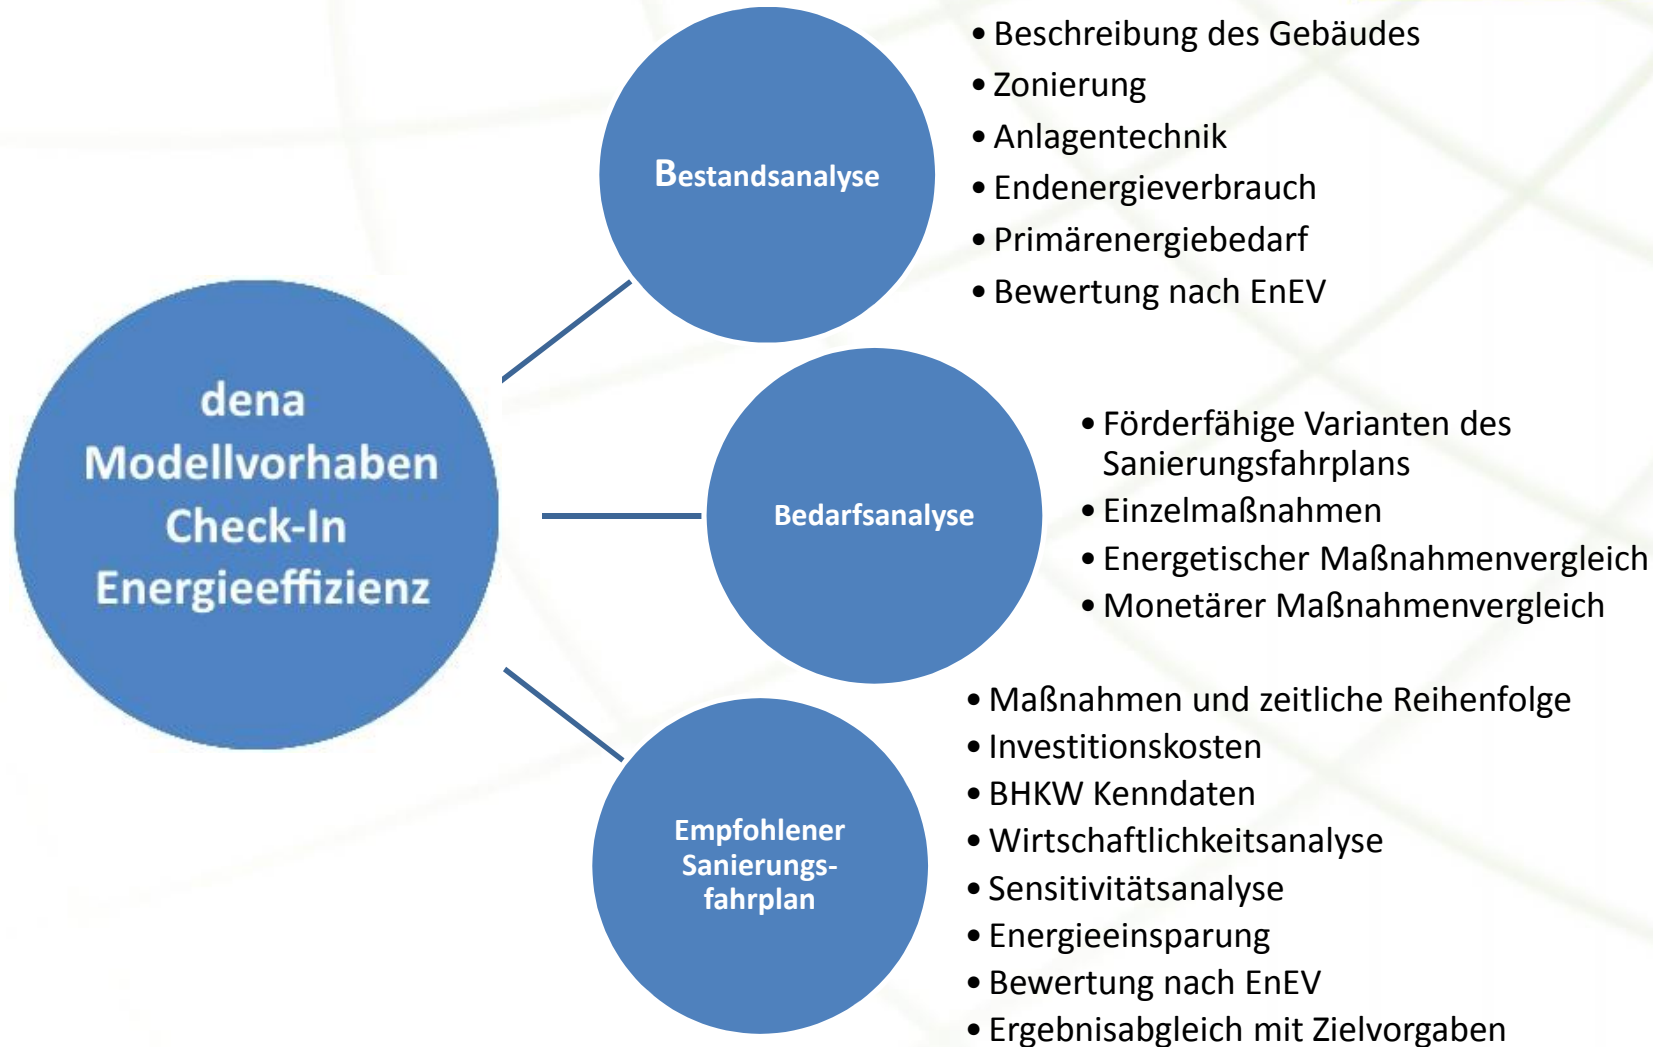 dena
Modellvorhaben
Check-In
Energieeffizienz
Bestandsanalyse
• Beschreibung des Gebäudes
• Zonierung
• Anlagentechnik
• Endenergieverbrauch
• Primärenergiebedarf
• Bewertung nach EnEV
Bedarfsanalyse
• Förderfähige Varianten des
Sanierungsfahrplans
• Einzelmaßnahmen
• Energetischer Maßnahmenvergleich
• Monetärer Maßnahmenvergleich
Empfohlener
Sanierungs-
fahrplan
• Maßnahmen und zeitliche Reihenfolge
• Investitionskosten
• BHKW Kenndaten
• Wirtschaftlichkeitsanalyse
• Sensitivitätsanalyse
• Energieeinsparung
• Bewertung nach EnEV
• Ergebnisabgleich mit Zielvorgaben